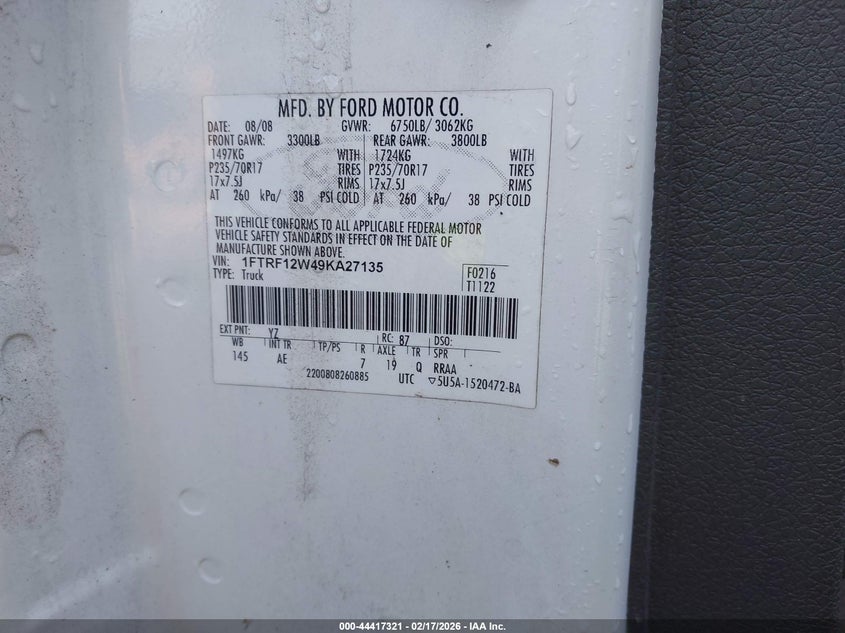 MFD. BY FORD MOTOR CO.
DATE: 08/08 GVWR: 6750LB/ 3062KG
FRONT GAWR: 3300LB REAR GAWR: 3800LB
1497KG WITH 1724KG WITH
P235/70R17 TIRES P235/70R17 TIRES
17x7.5J RIMS 17x7.5J RIMS
AT 260 kPa/ 38 PSI COLD AT 260 kPa/ 38 PSI COLD
THIS VEHICLE CONFORMS TO ALL APPLICABLE FEDERAL MOTOR
VEHICLE SAFETY STANDARDS IN EFFECT ON THE DATE OF
MANUFACTURE SHOWN ABOVE.
VIN: 1FTRF12W49KA27135 F0216
TYPE: Truck T1122
EXT PNT: YZ RC: 87 DSO:
WB INT TR TP/PS R AXLE TR SPR
145 AE 7 19 Q RRAA
2200808260885 UTC ▽5U5A-1520472-BA
000-44417321 | 02/17/2026 - IAA Inc.